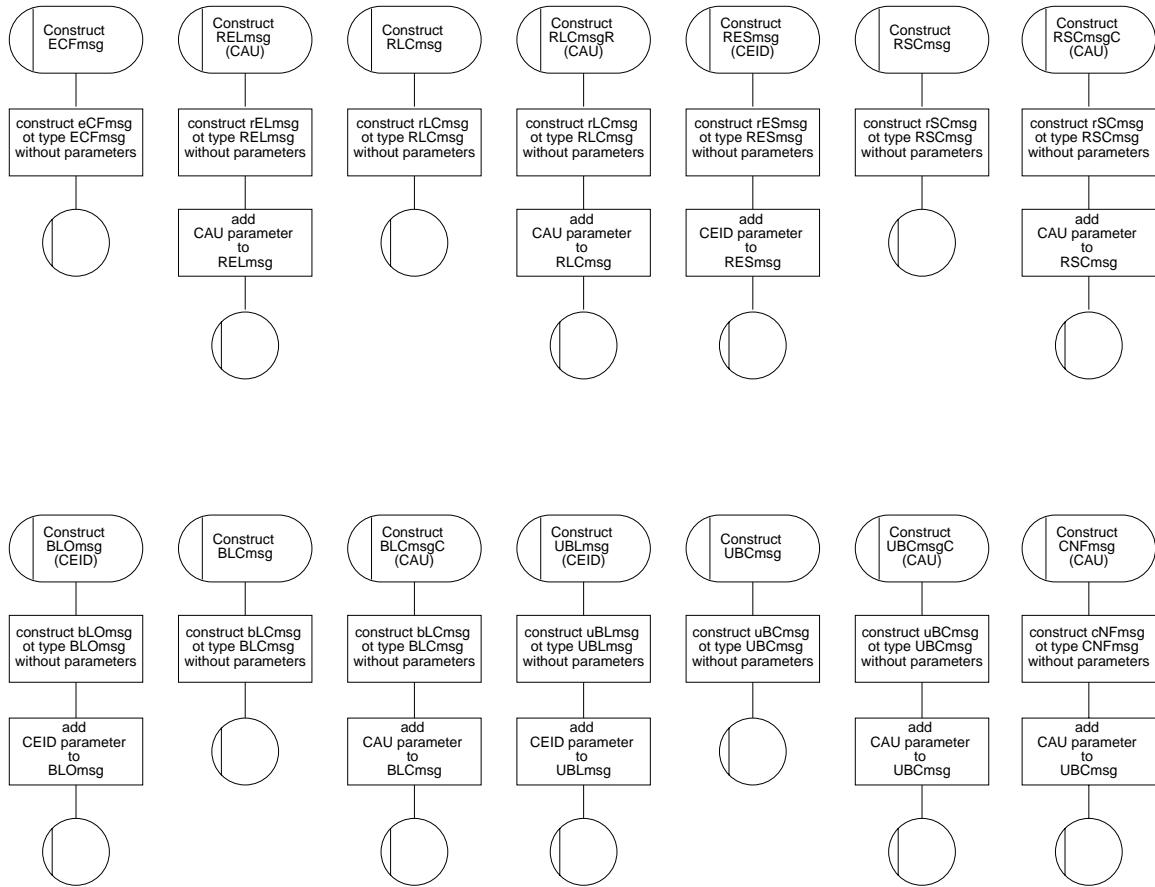 Construct
ECFmsg
Construct
RELmsg
(CAU)
Construct
RLCmsg
Construct
RLCmsgR
(CAU)
Construct
RESmsg
(CEID)
Construct
RSCmsg
Construct
RSCmsgC
(CAU)
construct eCFmsg
ot type ECFmsg
without parameters
construct rELmsg
ot type RELmsg
without parameters
construct rLCmsg
ot type RLCmsg
without parameters
construct rLCmsg
ot type RLCmsg
without parameters
construct rESmsg
ot type RESmsg
without parameters
construct rSCmsg
ot type RSCmsg
without parameters
construct rSCmsg
ot type RSCmsg
without parameters
add
CAU parameter
to
RELmsg
add
CAU parameter
to
RLCmsg
add
CEID parameter
to
RESmsg
add
CAU parameter
to
RSCmsg
Construct
BLOmsg
(CEID)
Construct
BLCmsg
Construct
BLCmsgC
(CAU)
Construct
UBLmsg
(CEID)
Construct
UBCmsg
Construct
UBCmsgC
(CAU)
Construct
CNFmsg
(CAU)
construct bLOmsg
ot type BLOmsg
without parameters
construct bLCmsg
ot type BLCmsg
without parameters
construct bLCmsg
ot type BLCmsg
without parameters
construct uBLmsg
ot type UBLmsg
without parameters
construct uBCmsg
ot type UBCmsg
without parameters
construct uBCmsg
ot type UBCmsg
without parameters
construct cNFmsg
ot type CNFmsg
without parameters
add
CEID parameter
to
BLOmsg
add
CAU parameter
to
BLCmsg
add
CEID parameter
to
UBLmsg
add
CAU parameter
to
UBCmsg
add
CAU parameter
to
UBCmsg